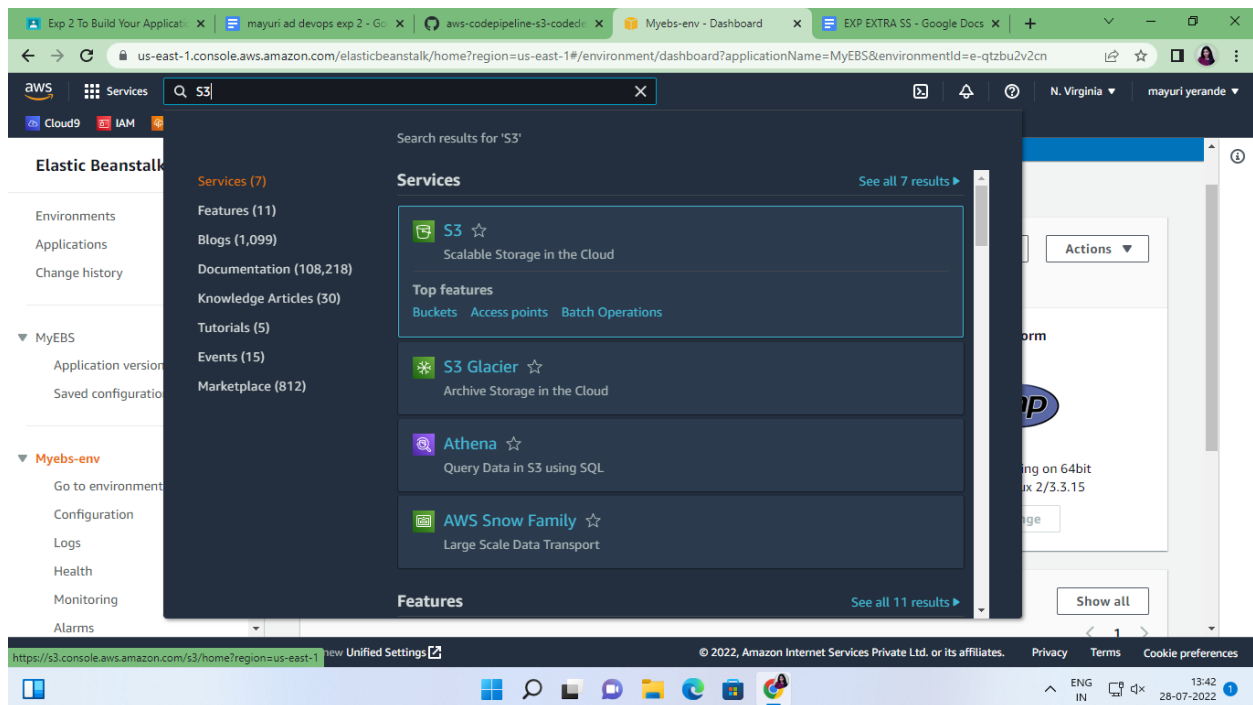 Exp 2 To Build Your Applicatio
mayuri ad devops exp 2 - Go
aws-codepipeline-s3-codede
Myebs-env - Dashboard
EXP EXTRA SS - Google Docs
us-east-1.console.aws.amazon.com/elasticbeanstalk/home?region=us-east-1#/environment/dashboard?applicationName=MyEBS&environmentId=e-qtzbu2v2cn
aws Services S3 N. Virginia ▼ mayuri yerande ▼
Cloud9 IAM
Search results for 'S3'
Elastic Beanstalk
Environments
Applications
Change history
MyEBS
Application version
Saved configuratio
Myebs-env
Go to environment
Configuration
Logs
Health
Monitoring
Alarms
Services (7)
Features (11)
Blogs (1,099)
Documentation (108,218)
Knowledge Articles (30)
Tutorials (5)
Events (15)
Marketplace (812)
Services See all 7 results
S3
Scalable Storage in the Cloud
Top features
Buckets Access points Batch Operations
S3 Glacier
Archive Storage in the Cloud
Athena
Query Data in S3 using SQL
AWS Snow Family
Large Scale Data Transport
Features See all 11 results
Actions ▼
orm
ing on 64bit
ux 2/3.3.15
nge
Show all
1
https://s3.console.aws.amazon.com/s3/home?region=us-east-1
new Unified Settings
© 2022, Amazon Internet Services Private Ltd. or its affiliates. Privacy Terms Cookie preferences
ENG
IN
13:42
28-07-2022
1